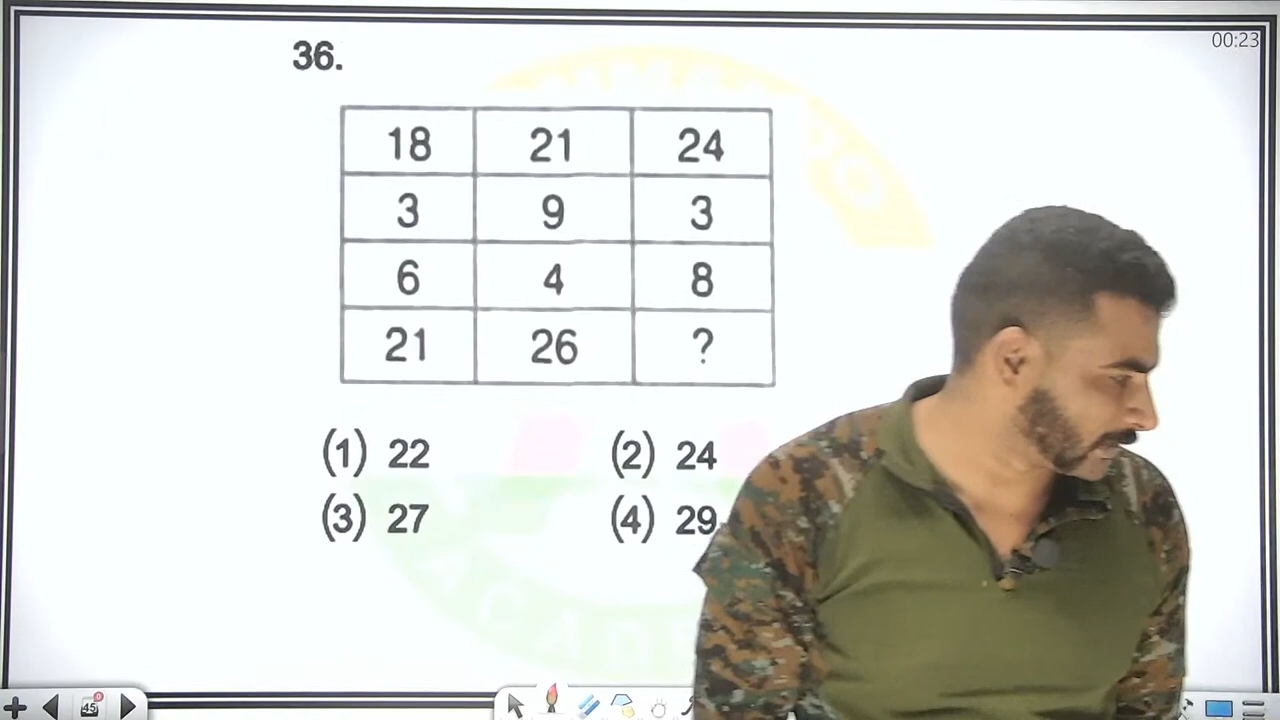 00:23
36.
18 21 24
3 9 3
6 4 8
21 26 ?
(1) 22 (2) 24
(3) 27 (4) 29
45